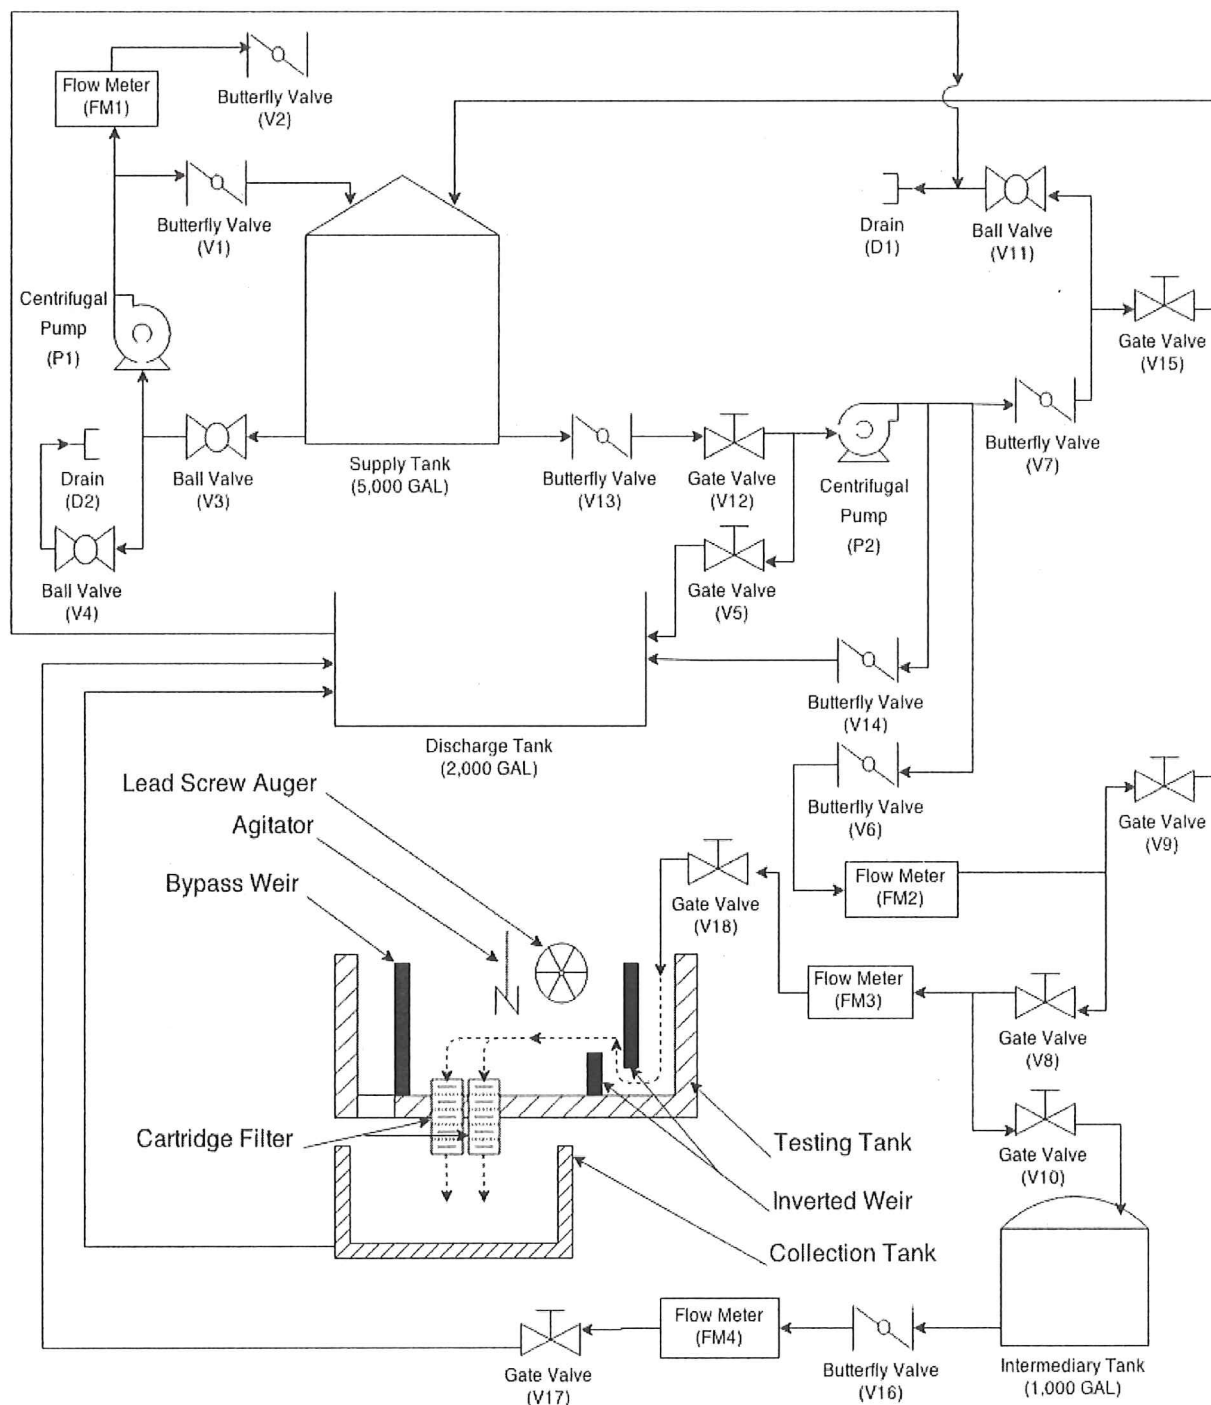 Flow Meter
(FM1)
Butterfly Valve
(V2)
Butterfly Valve
(V1)
Drain
(D1)
Ball Valve
(V11)
Centrifugal
Pump
(P1)
Gate Valve
(V15)
Drain
(D2)
Ball Valve
(V3)
Supply Tank
(5,000 GAL)
Butterfly Valve
(V13)
Gate Valve
(V12)
Centrifugal
Pump
(P2)
Butterfly Valve
(V7)
Ball Valve
(V4)
Gate Valve
(V5)
Butterfly Valve
(V14)
Discharge Tank
(2,000 GAL)
Lead Screw Auger
Agitator
Bypass Weir
Butterfly Valve
(V6)
Gate Valve
(V9)
Gate Valve
(V18)
Flow Meter
(FM2)
Flow Meter
(FM3)
Gate Valve
(V8)
Cartridge Filter
Testing Tank
Gate Valve
(V10)
Inverted Weir
Collection Tank
Flow Meter
(FM4)
Gate Valve
(V17)
Butterfly Valve
(V16)
Intermediary Tank
(1,000 GAL)